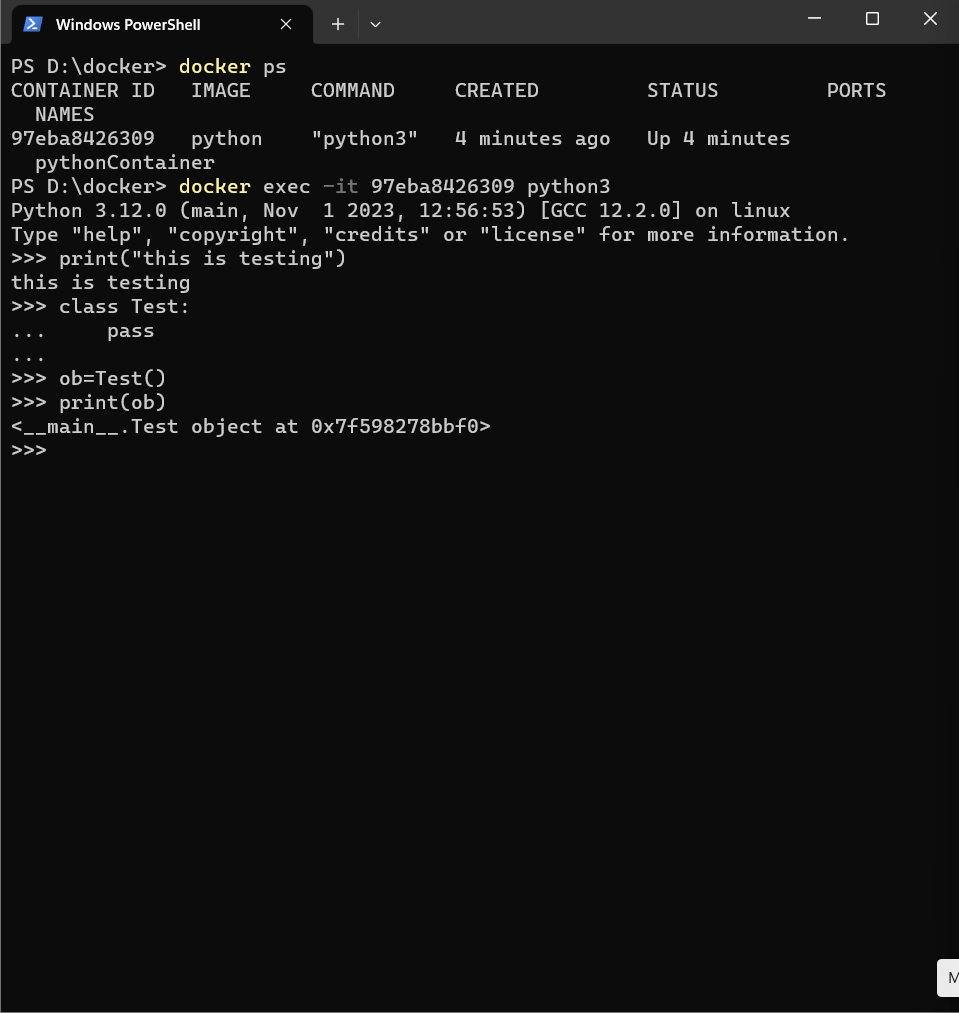 Windows PowerShell
PS D:\docker> docker ps
CONTAINER ID   IMAGE     COMMAND     CREATED         STATUS         PORTS
  NAMES
97eba8426309   python    "python3"   4 minutes ago   Up 4 minutes
  pythonContainer
PS D:\docker> docker exec -it 97eba8426309 python3
Python 3.12.0 (main, Nov  1 2023, 12:56:53) [GCC 12.2.0] on linux
Type "help", "copyright", "credits" or "license" for more information.
>>> print("this is testing")
this is testing
>>> class Test:
...     pass
...
>>> ob=Test()
>>> print(ob)
<__main__.Test object at 0x7f598278bbf0>
>>>
M